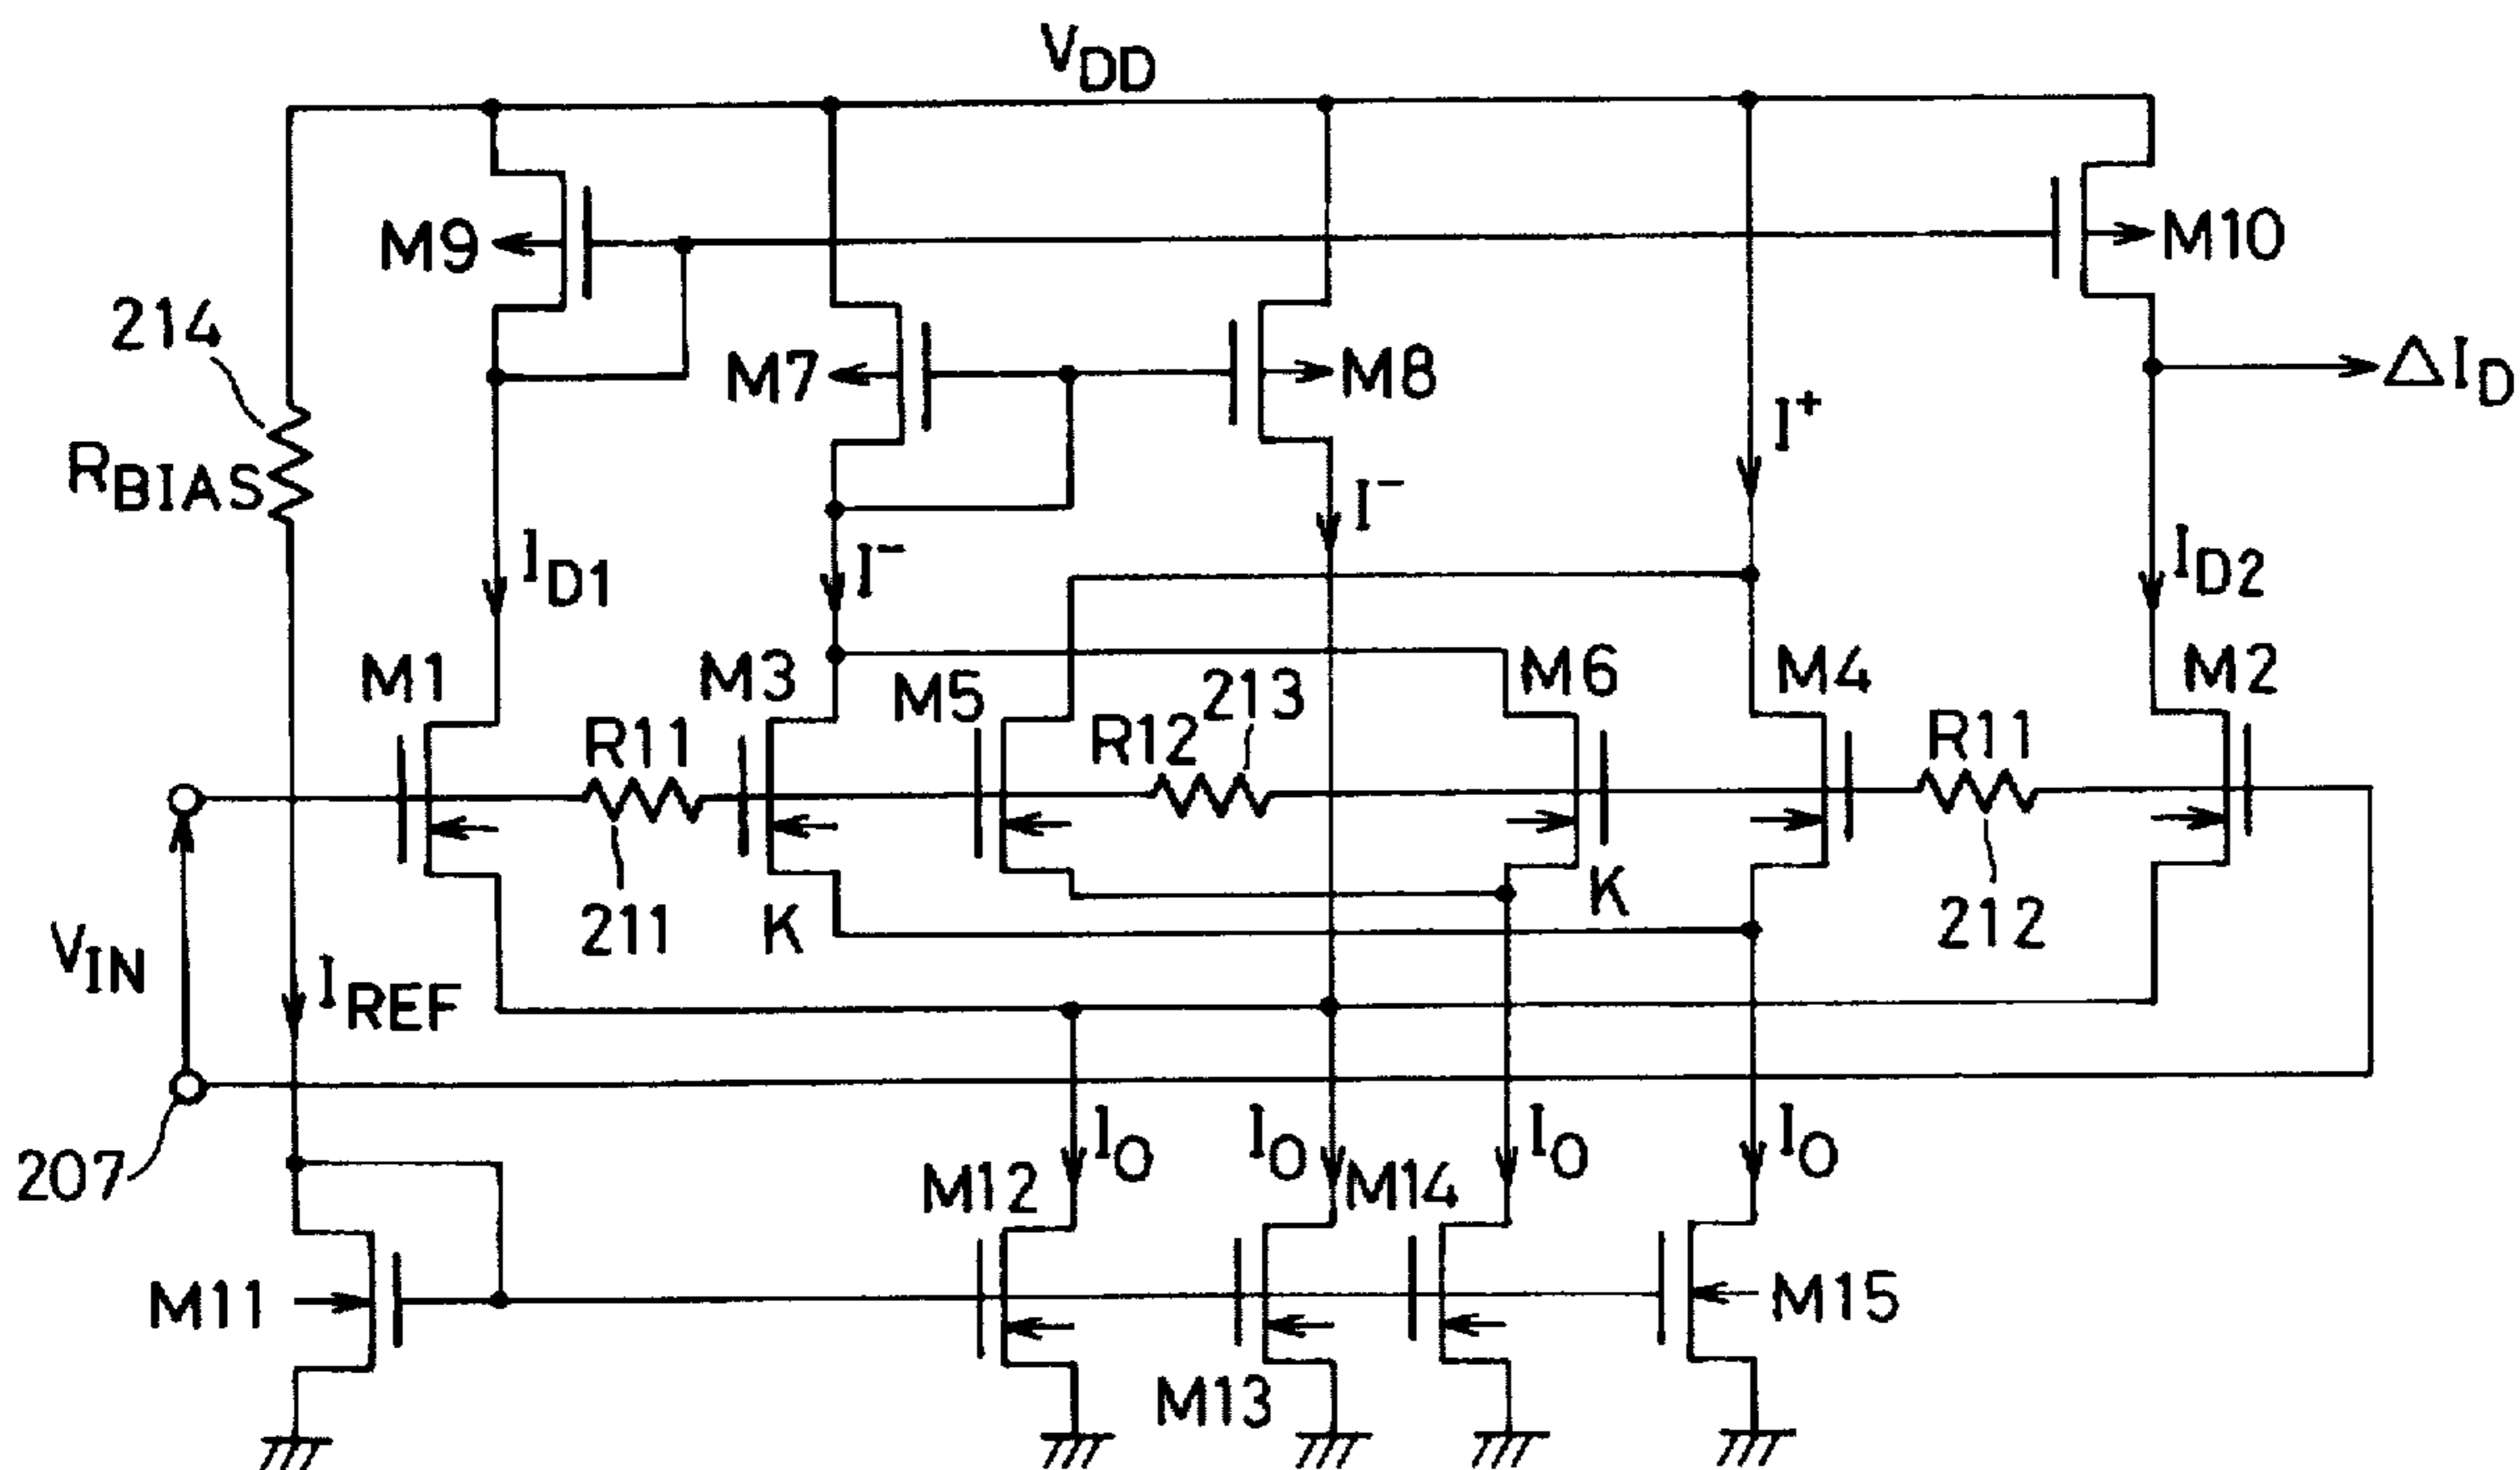 VDD
M9
M10
214
M7
M8
ΔID
I+
RBIAS
I-
I-
ID1
ID2
M1
M3
M5
R12
213
M6
M4
M2
R11
R11
K
K
211
212
VIN
IREF
207
IO
IO
IO
IO
M12
M14
M11
M15
M13